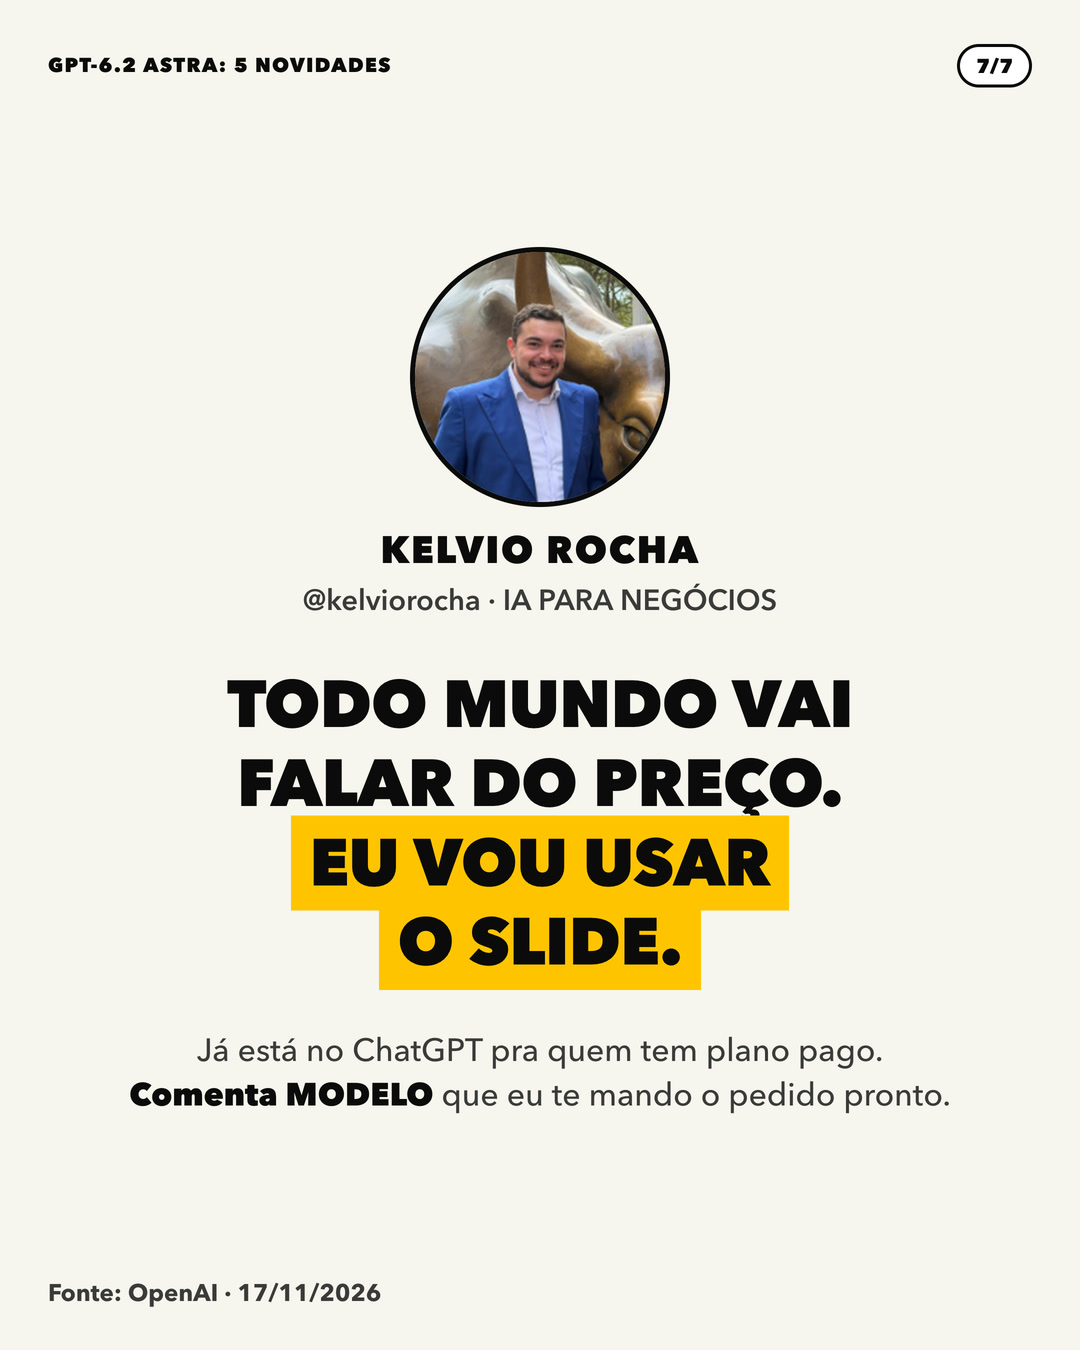 GPT-6.2 ASTRA: 5 NOVIDADES
7/7
KELVIO ROCHA
@kelviorocha · IA PARA NEGÓCIOS
TODO MUNDO VAI
FALAR DO PREÇO.
EU VOU USAR
O SLIDE.
Já está no ChatGPT pra quem tem plano pago.
Comenta MODELO que eu te mando o pedido pronto.
Fonte: OpenAI · 17/11/2026